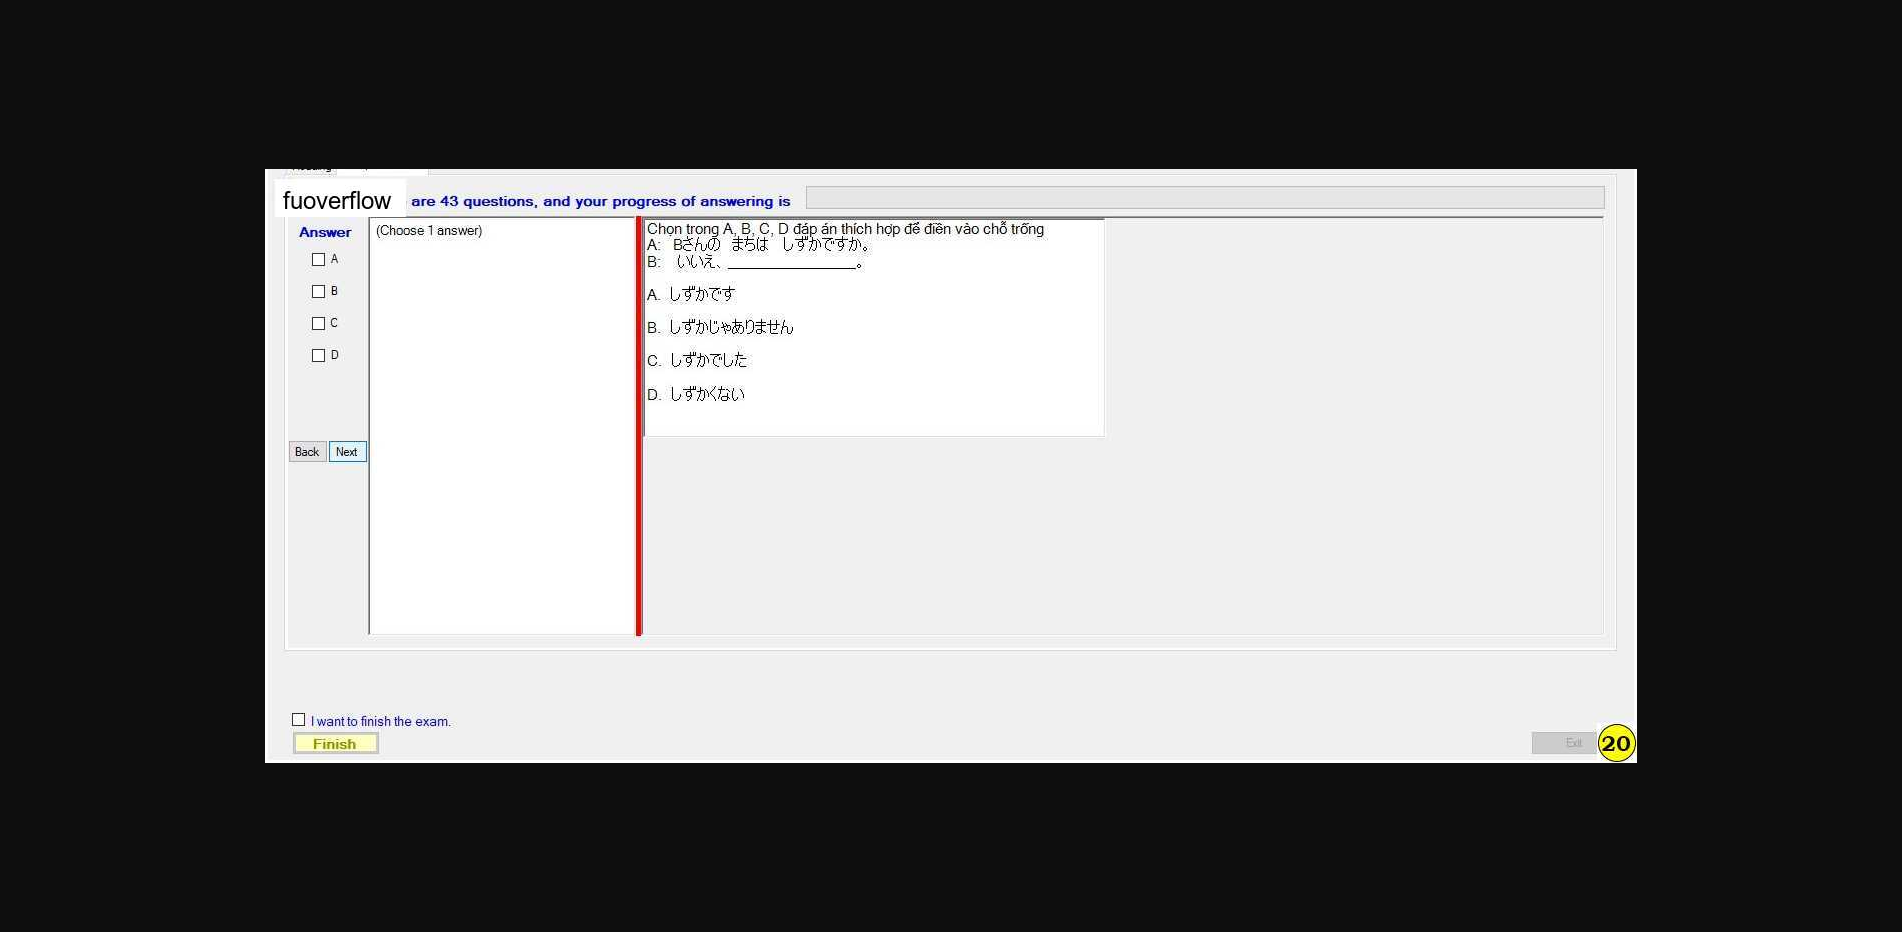 fuoverflow are 43 questions, and your progress of answering is
Answer
(Choose 1 answer)
A
B
C
D
Back Next
Chọn trong A, B, C, D đáp án thích hợp để điền vào chỗ trống
A: Bさんの まちは しずかですか。
B: いいえ、________________。
A. しずかです
B. しずかじゃありません
C. しずかでした
D. しずかくない
I want to finish the exam.
Finish
Exit
20